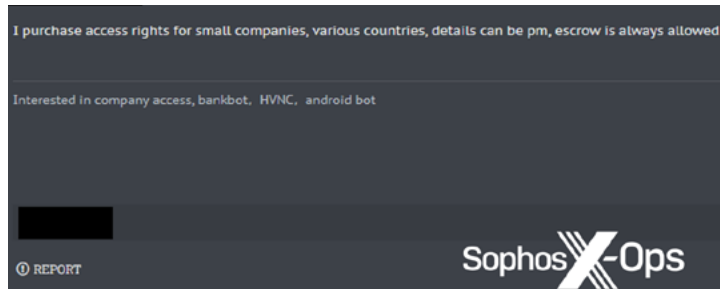 I purchase access rights for small companies, various countries, details can be pm, escrow is always allowed
Interested in company access, bankbot, HVNC, android bot
REPORT
Sophos X-Ops